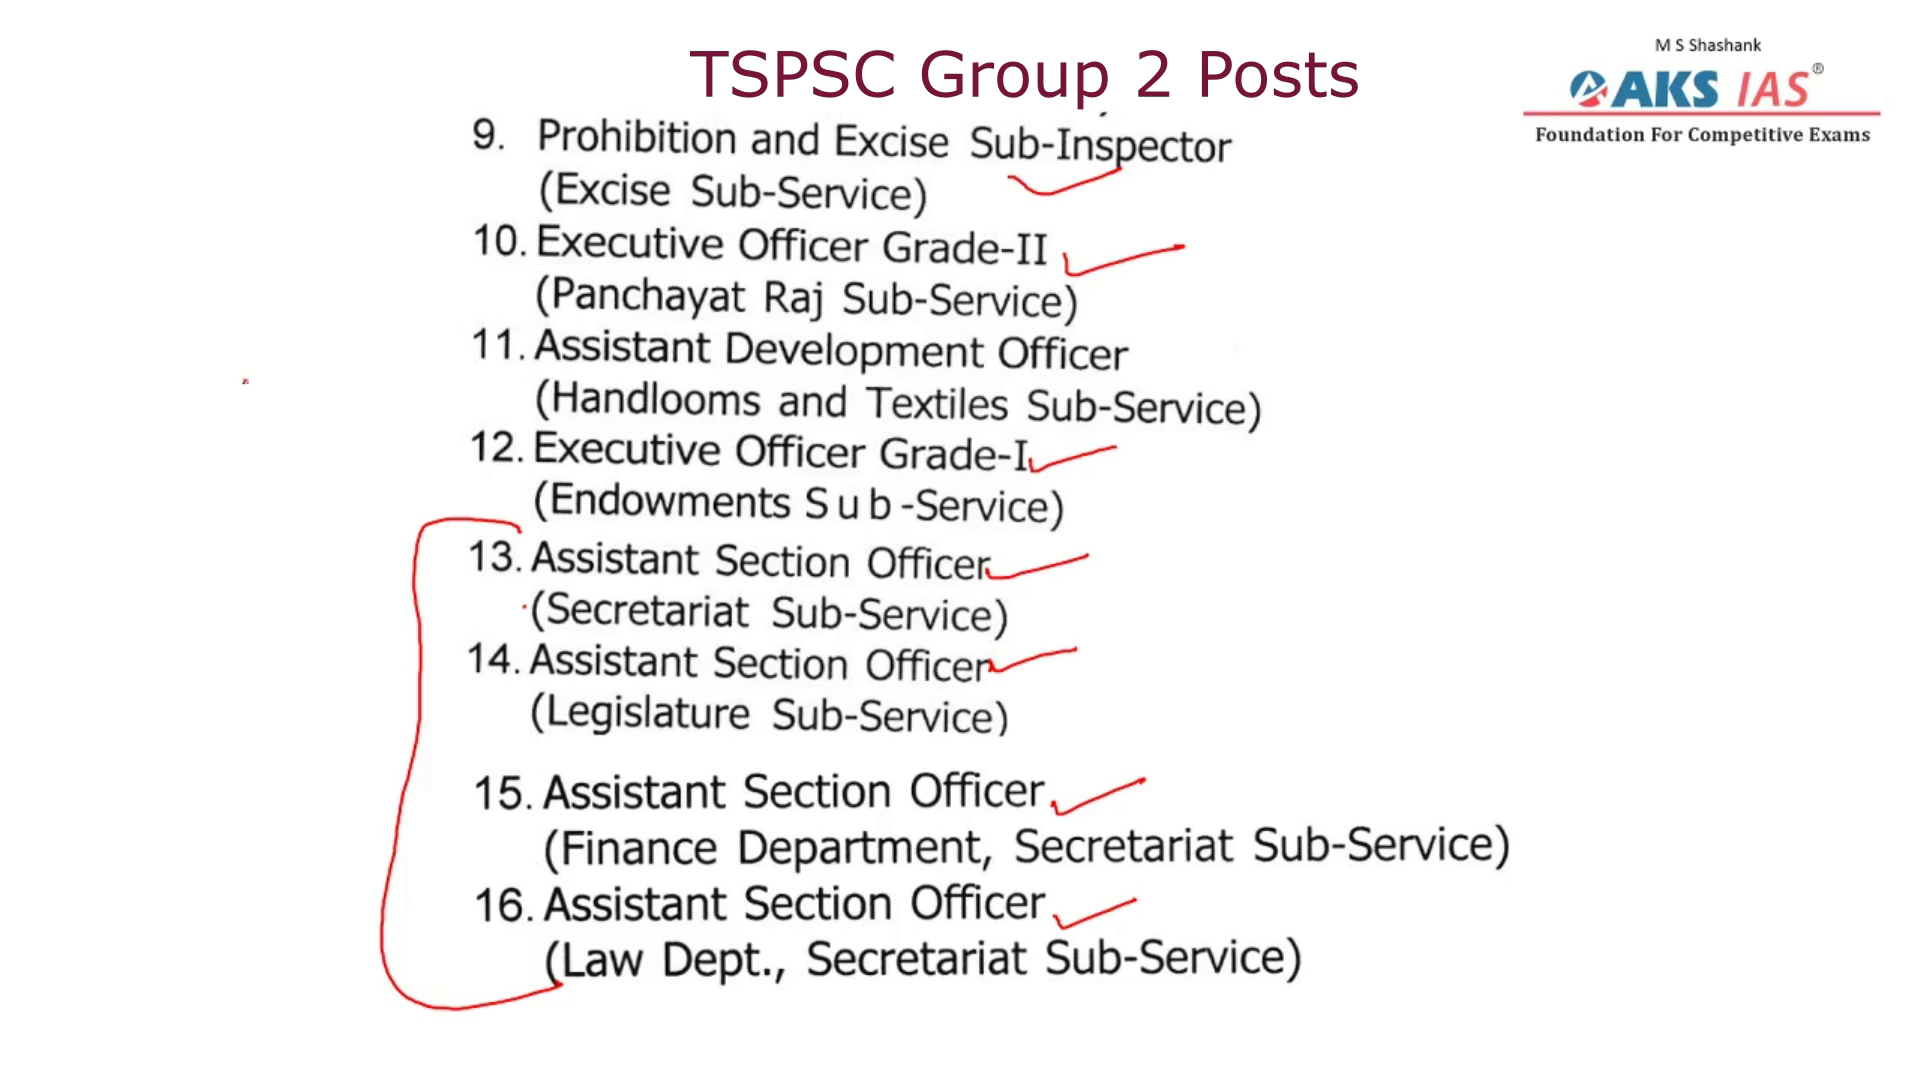 TSPSC Group 2 Posts
M S Shashank
AKS IAS®
Foundation For Competitive Exams
9. Prohibition and Excise Sub-Inspector
(Excise Sub-Service)
10. Executive Officer Grade-II
(Panchayat Raj Sub-Service)
11. Assistant Development Officer
(Handlooms and Textiles Sub-Service)
12. Executive Officer Grade-I
(Endowments Sub-Service)
13. Assistant Section Officer
(Secretariat Sub-Service)
14. Assistant Section Officer
(Legislature Sub-Service)
15. Assistant Section Officer
(Finance Department, Secretariat Sub-Service)
16. Assistant Section Officer
(Law Dept., Secretariat Sub-Service)